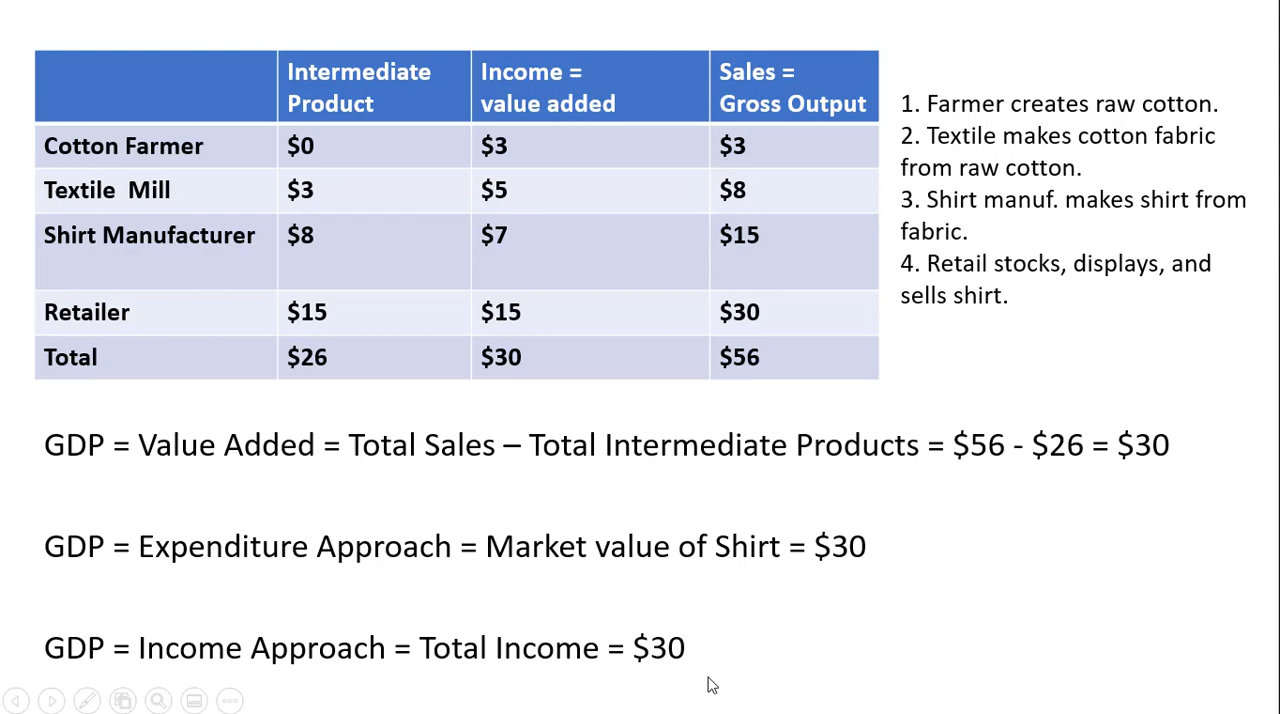 Intermediate Product Income = value added Sales = Gross Output
Cotton Farmer $0 $3 $3
Textile Mill $3 $5 $8
Shirt Manufacturer $8 $7 $15
Retailer $15 $15 $30
Total $26 $30 $56
1. Farmer creates raw cotton.
2. Textile makes cotton fabric
from raw cotton.
3. Shirt manuf. makes shirt from
fabric.
4. Retail stocks, displays, and
sells shirt.
GDP = Value Added = Total Sales – Total Intermediate Products = $56 - $26 = $30
GDP = Expenditure Approach = Market value of Shirt = $30
GDP = Income Approach = Total Income = $30